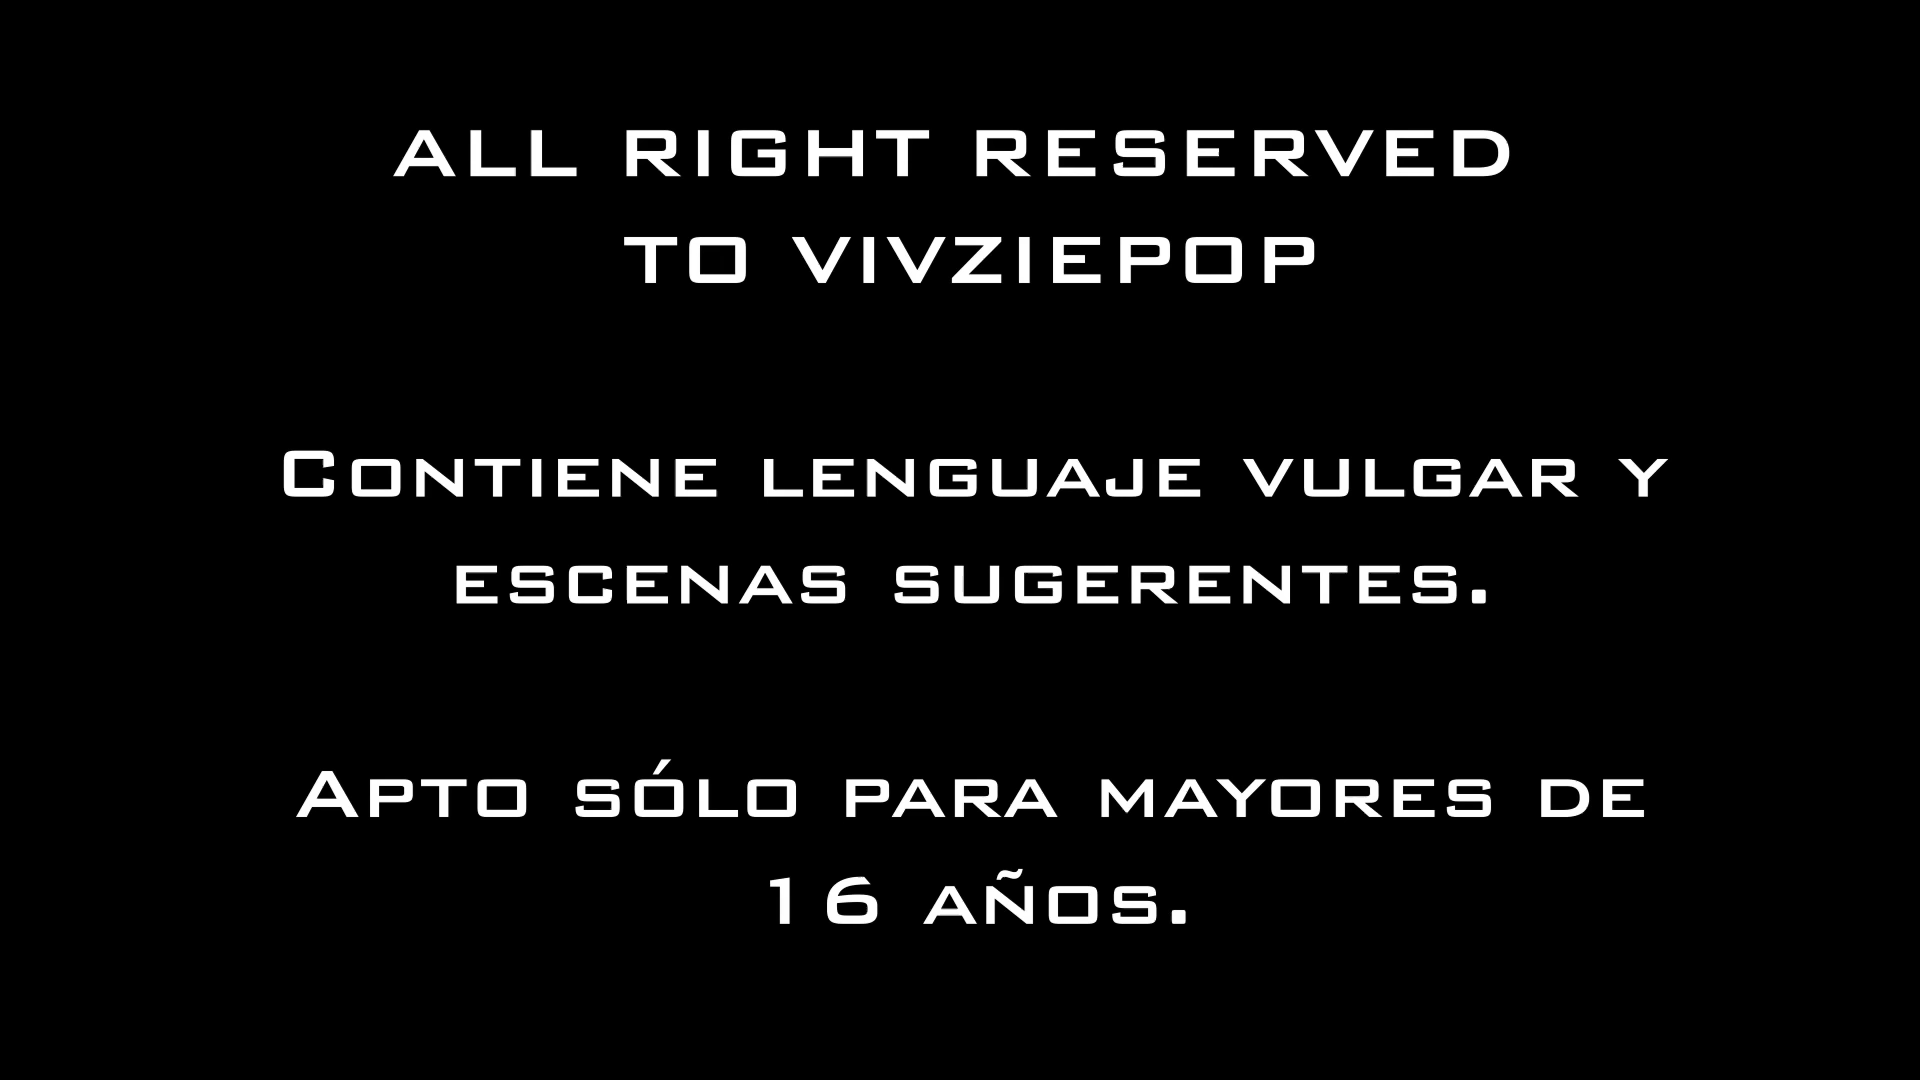 ALL RIGHT RESERVED
TO VIVZIEPOP
Contiene lenguaje vulgar y
escenas sugerentes.
Apto sólo para mayores de
16 años.